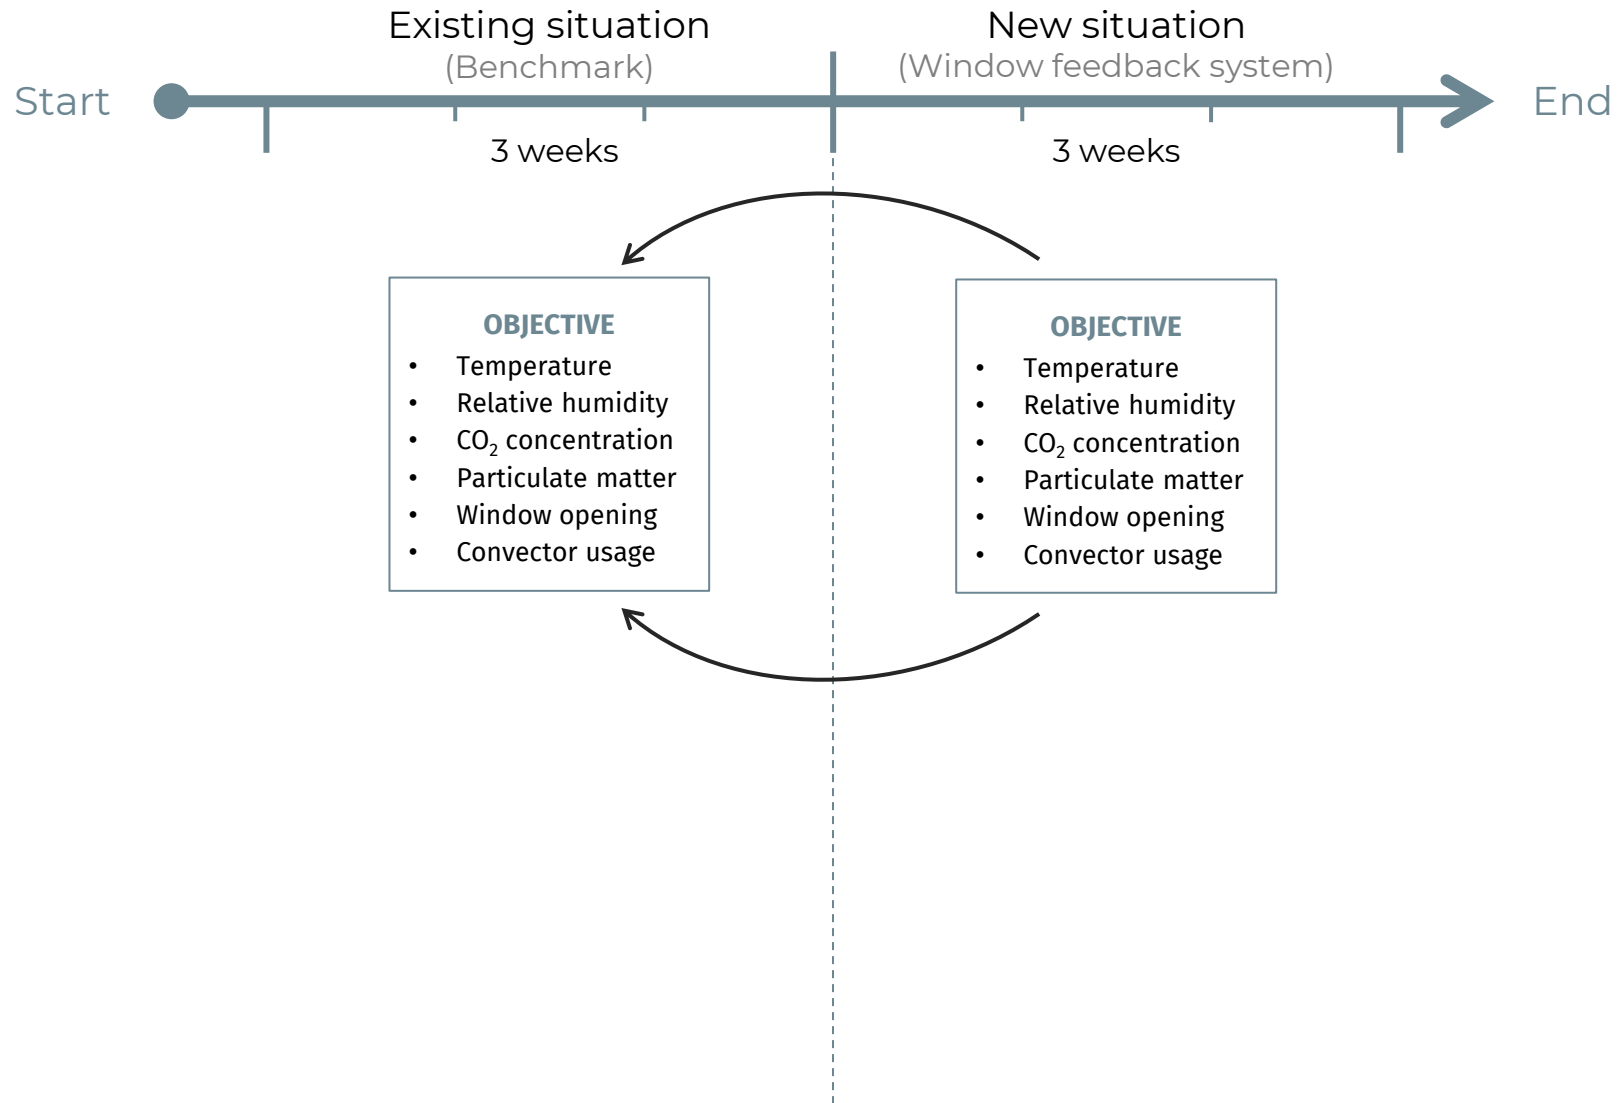 Existing situation
(Benchmark)
New situation
(Window feedback system)
Start
End
3 weeks
3 weeks
OBJECTIVE
• Temperature
• Relative humidity
• CO₂ concentration
• Particulate matter
• Window opening
• Convector usage
OBJECTIVE
• Temperature
• Relative humidity
• CO₂ concentration
• Particulate matter
• Window opening
• Convector usage